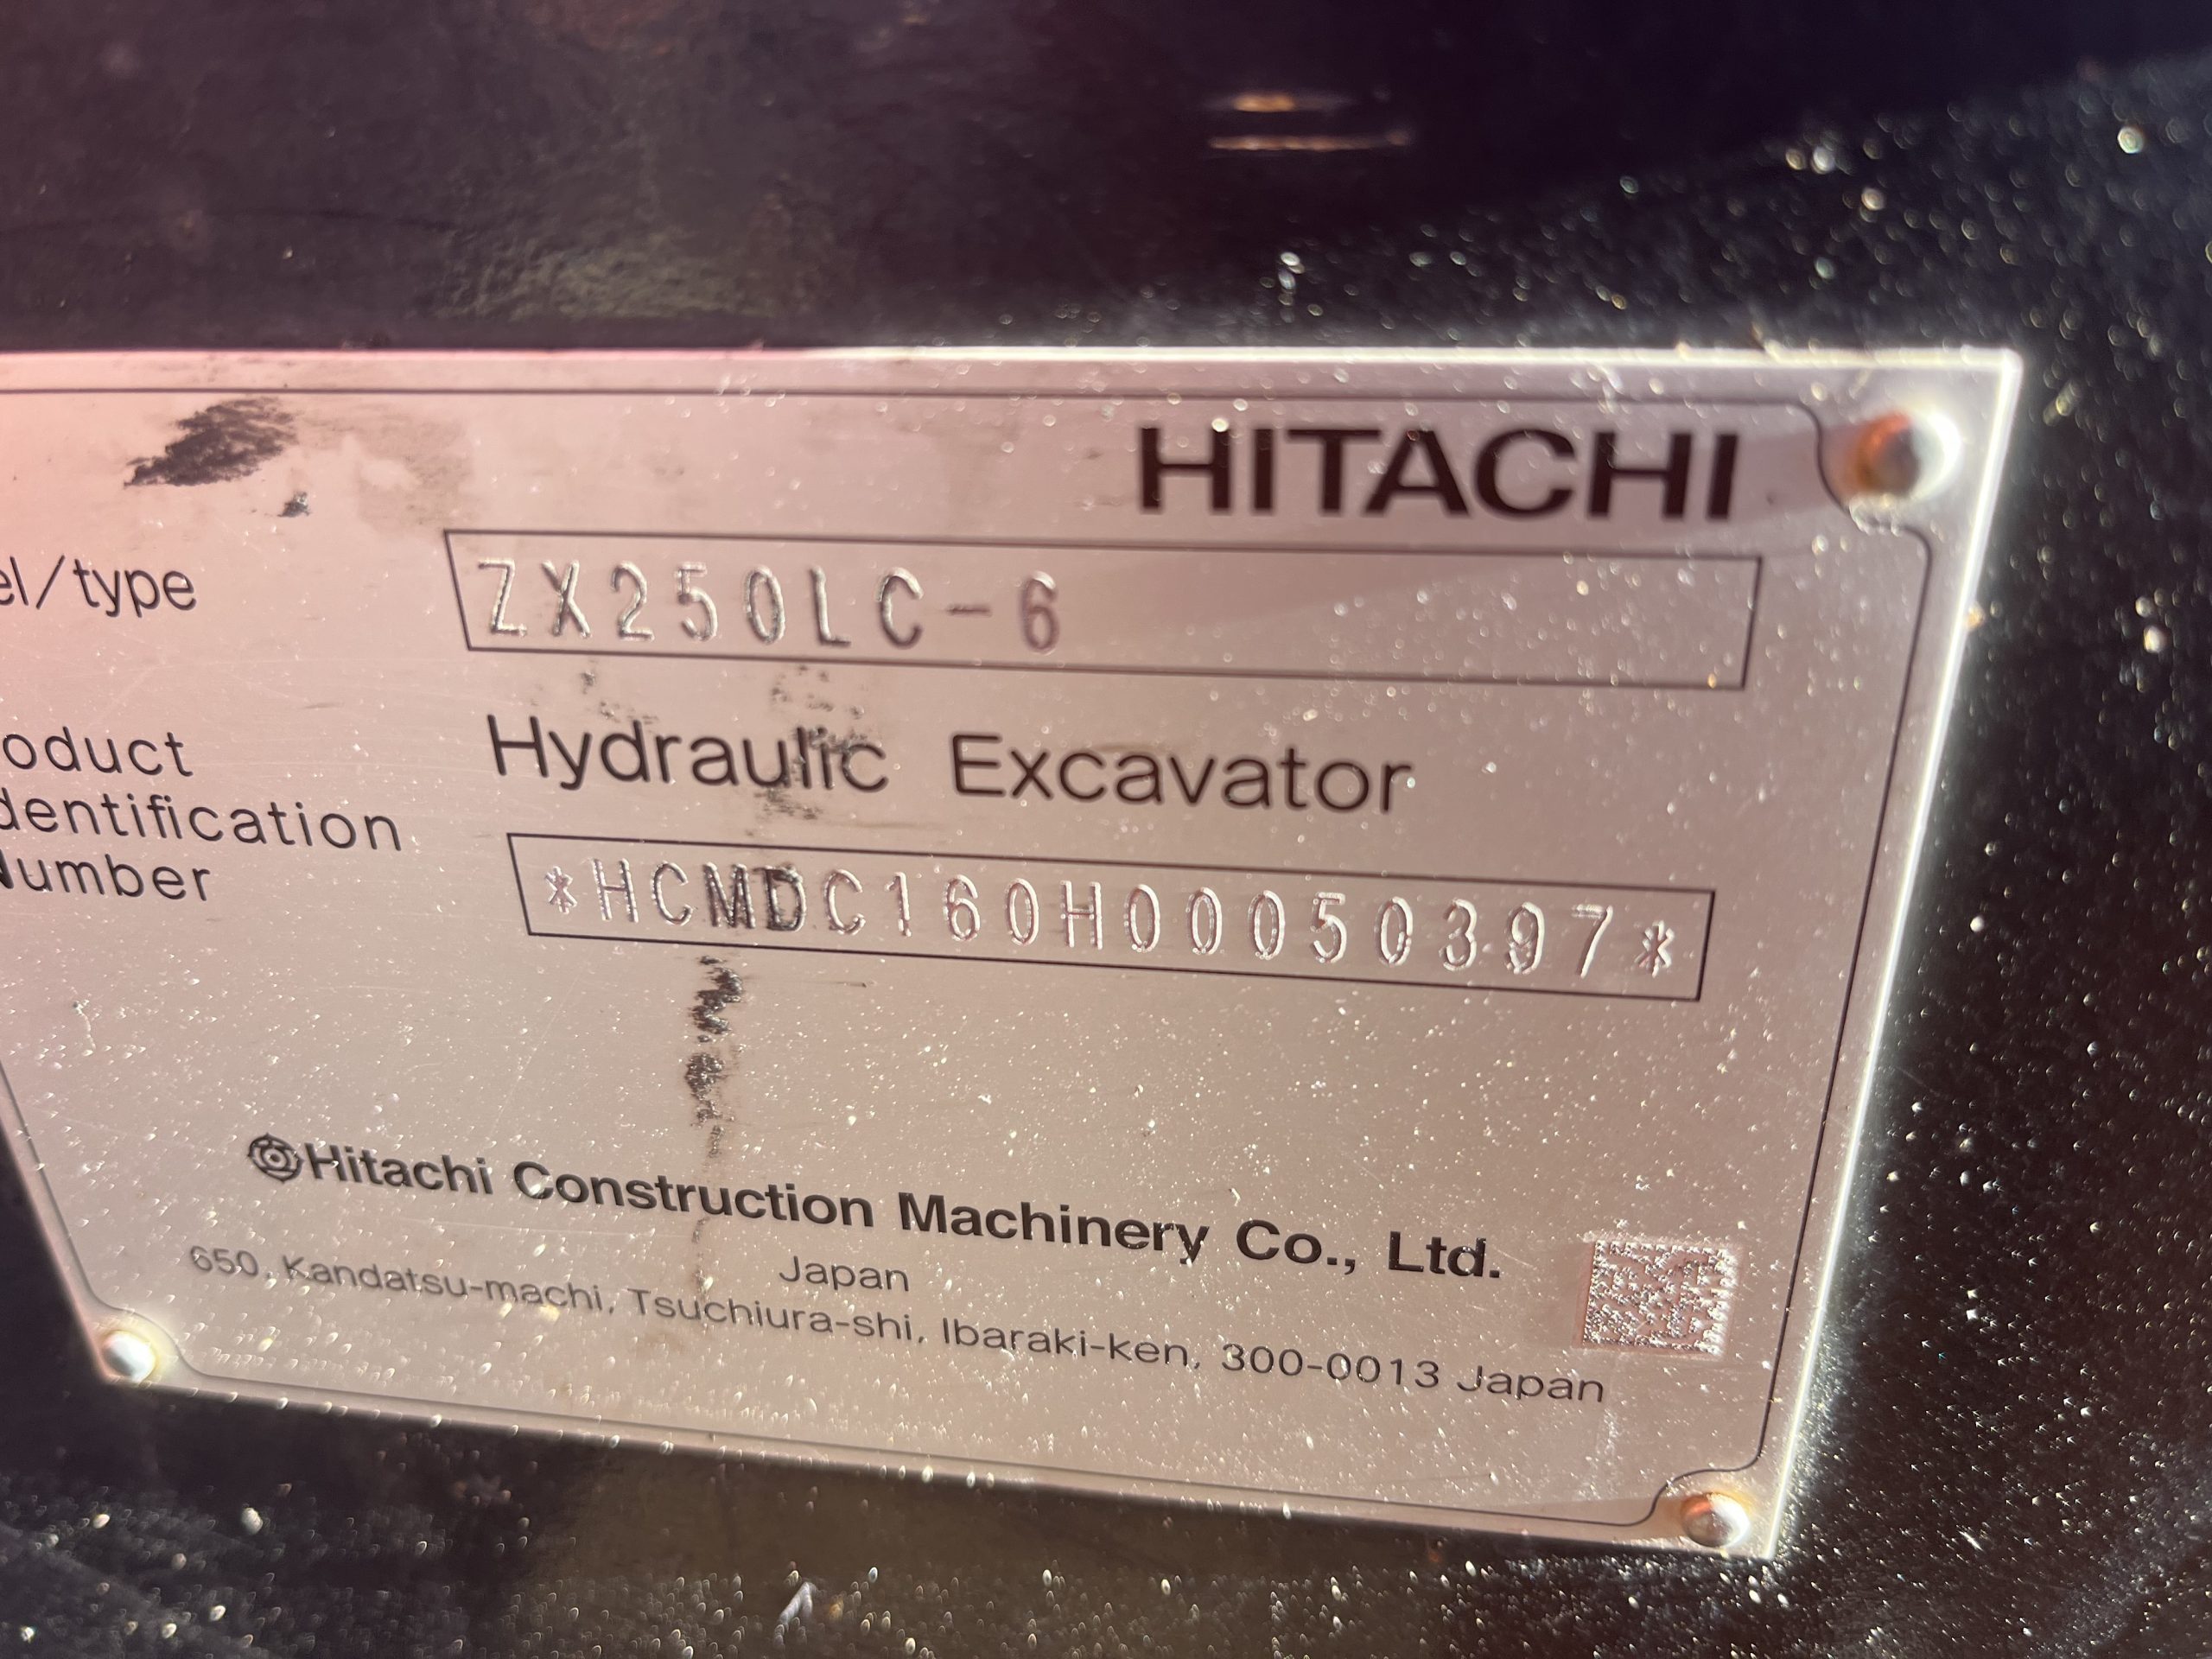 HITACHI
el/type ZX250LC-6
Hydraulic Excavator
oduct
dentification
Number *HCMDC160H00050397*
Hitachi Construction Machinery Co., Ltd.
Japan
650, Kandatsu-machi, Tsuchiura-shi, Ibaraki-ken, 300-0013 Japan